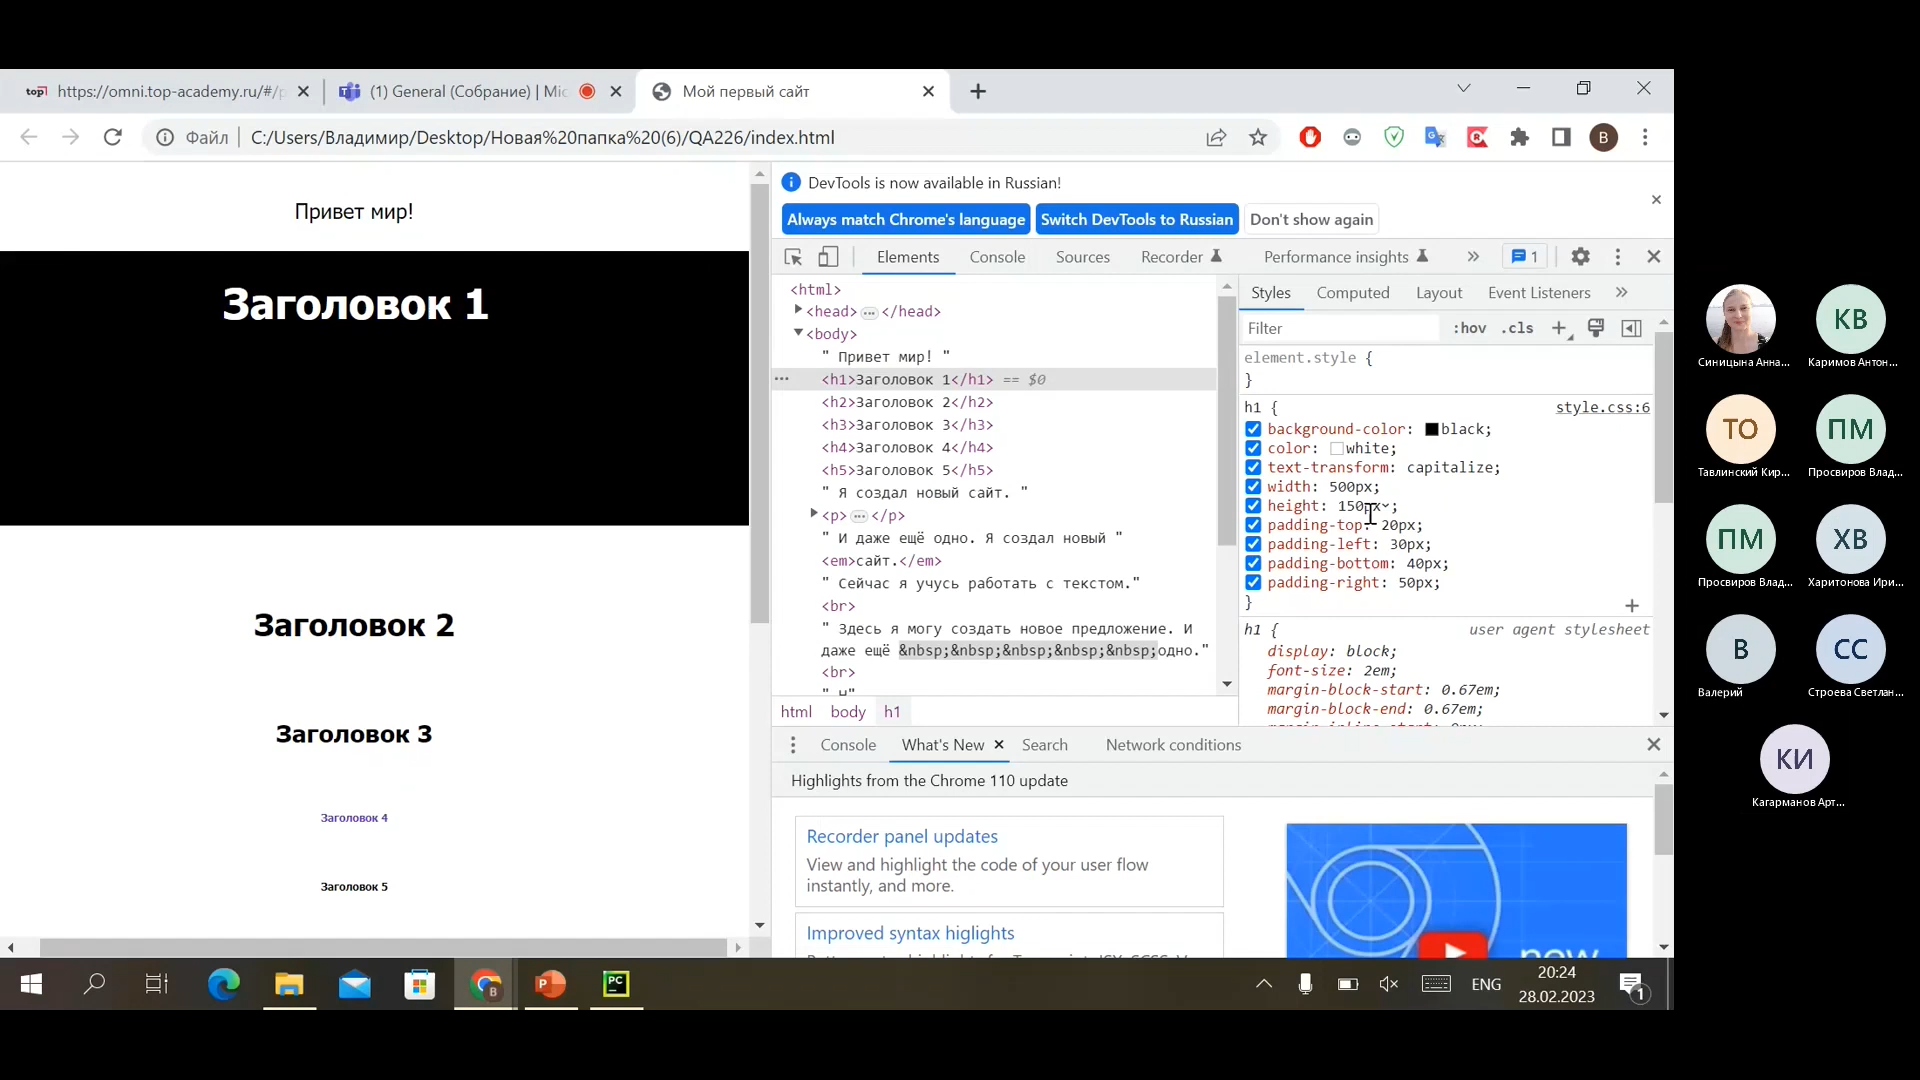 top https://omni.top-academy.ru/#/p
(1) General (Собрание) | Mic
Мой первый сайт
Файл C:/Users/Владимир/Desktop/Новая%20папка%20(6)/QA226/index.html
B
Привет мир!
Заголовок 1
Заголовок 2
Заголовок 3
Заголовок 4
Заголовок 5
DevTools is now available in Russian!
Always match Chrome's language
Switch DevTools to Russian
Don't show again
Elements
Console
Sources
Recorder
Performance insights
1
<html>
<head>…</head>
<body>
" Привет мир! "
<h1>Заголовок 1</h1> == $0
<h2>Заголовок 2</h2>
<h3>Заголовок 3</h3>
<h4>Заголовок 4</h4>
<h5>Заголовок 5</h5>
" Я создал новый сайт. "
<p>…</p>
" И даже ещё одно. Я создал новый "
<em>сайт.</em>
" Сейчас я учусь работать с текстом."
<br>
" Здесь я могу создать новое предложение. И
даже ещё &nbsp;&nbsp;&nbsp;&nbsp;&nbsp;одно."
<br>
html body h1
Styles
Computed
Layout
Event Listeners
Filter
:hov .cls
element.style {
}
h1 {
style.css:6
background-color: black;
color: white;
text-transform: capitalize;
width: 500px;
height: 150px;
padding-top: 20px;
padding-left: 30px;
padding-bottom: 40px;
padding-right: 50px;
}
h1 {
user agent stylesheet
display: block;
font-size: 2em;
margin-block-start: 0.67em;
margin-block-end: 0.67em;
Console
What's New
Search
Network conditions
Highlights from the Chrome 110 update
Recorder panel updates
View and highlight the code of your user flow
instantly, and more.
Improved syntax higlights
new
ENG
20:24
28.02.2023
1
Синицына Анна...
КВ
Каримов Антон...
ТО
Тавлинский Кир...
ПМ
Просвиров Влад...
ПМ
Просвиров Влад...
ХВ
Харитонова Ири...
В
Валерий
СС
Строева Светлан...
КИ
Кагарманов Арт...